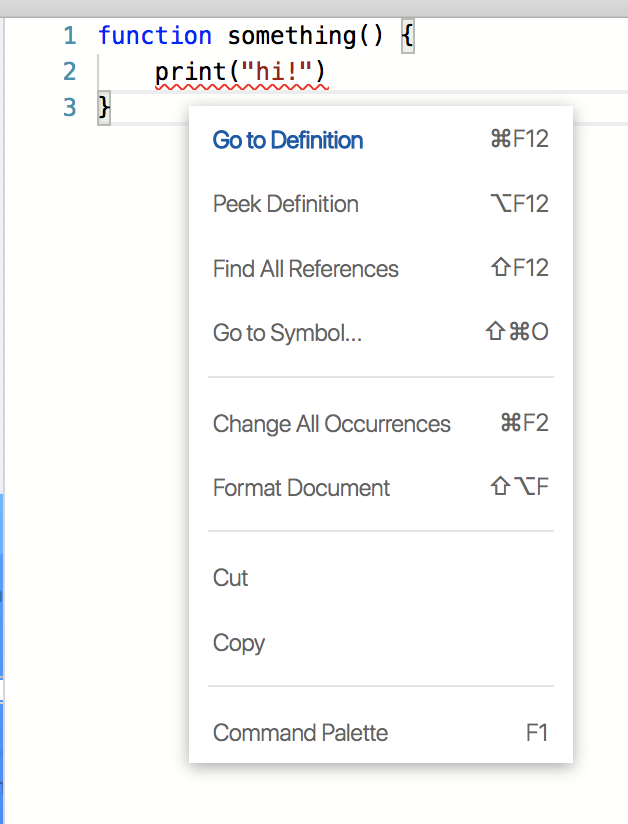 1 function something() {
2 print("hi!")
3 }
Go to Definition ⌘F12
Peek Definition ⌥F12
Find All References ⇧F12
Go to Symbol... ⇧⌘O
Change All Occurrences ⌘F2
Format Document ⇧⌥F
Cut
Copy
Command Palette F1